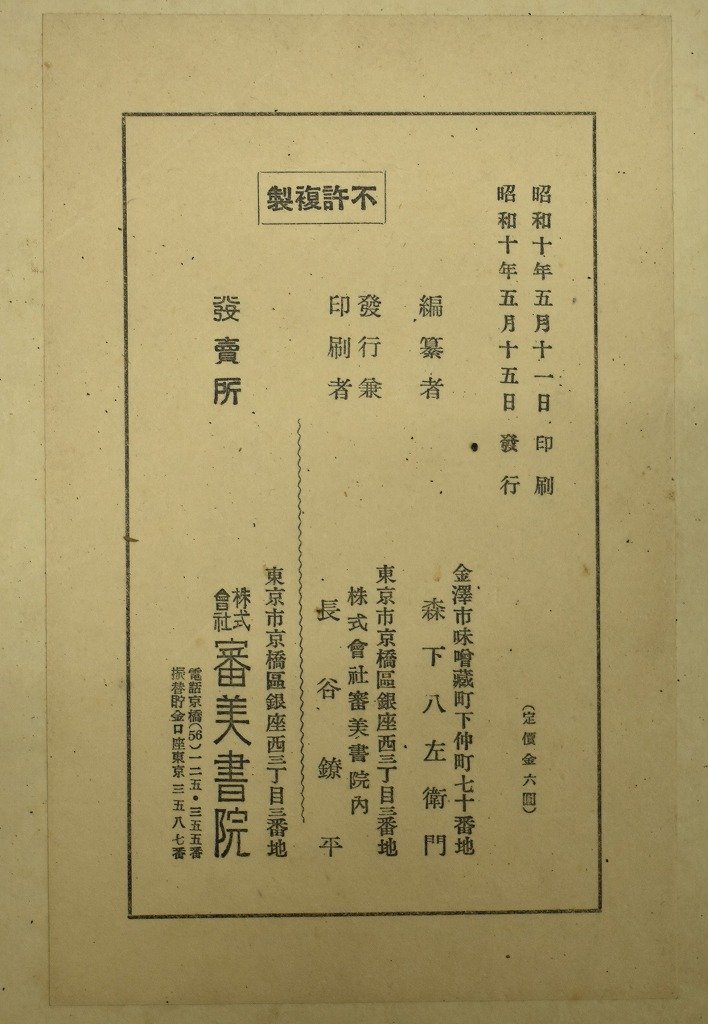 昭和十年五月十一日印刷
昭和十年五月十五日發行
(定價金六圓)
不許複製
編纂者
金澤市味噌藏町下仲町七十番地
森下八左衛門
發行兼
印刷者
東京市京橋區銀座西三丁目三番地
株式會社審美書院內
長谷鐐平
發賣所
東京市京橋區銀座西三丁目三番地
株式會社審美書院
電話京橋(56)一二五・三五五番
振替貯金口座東京三五八七番